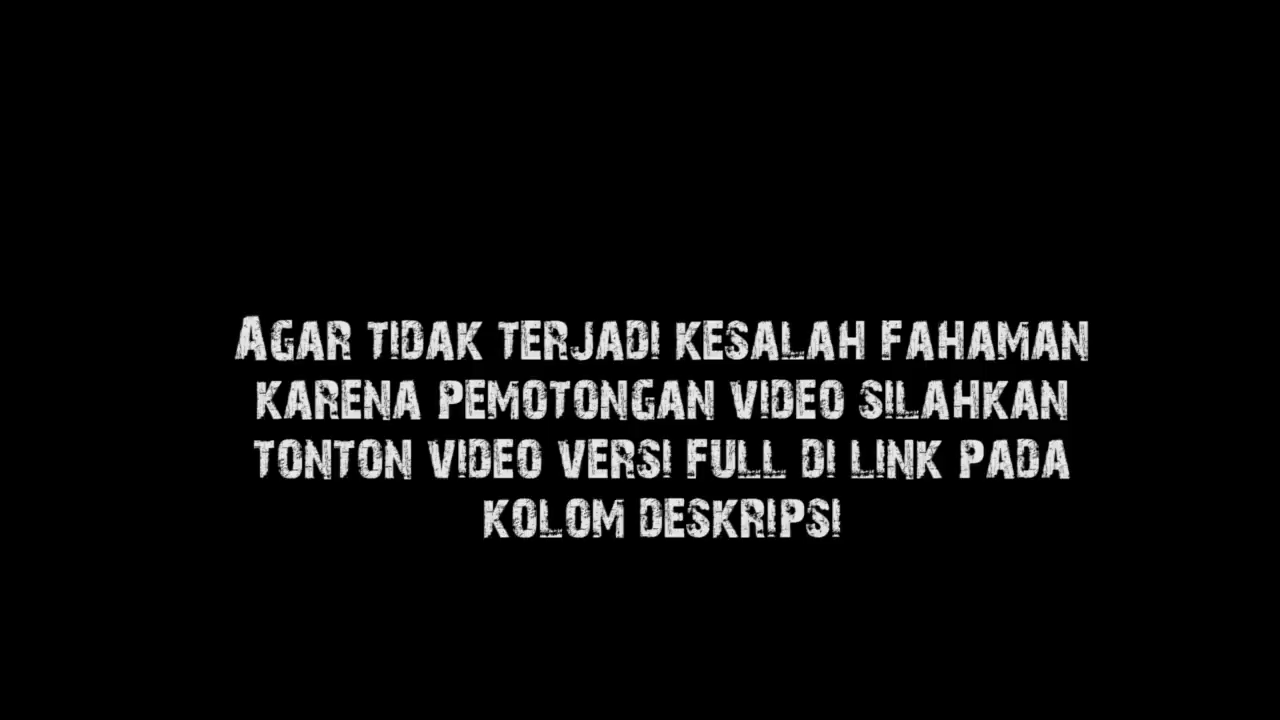 Agar tidak terjadi kesalah fahaman
karena pemotongan video silahkan
tonton video versi full di link pada
kolom deskripsi